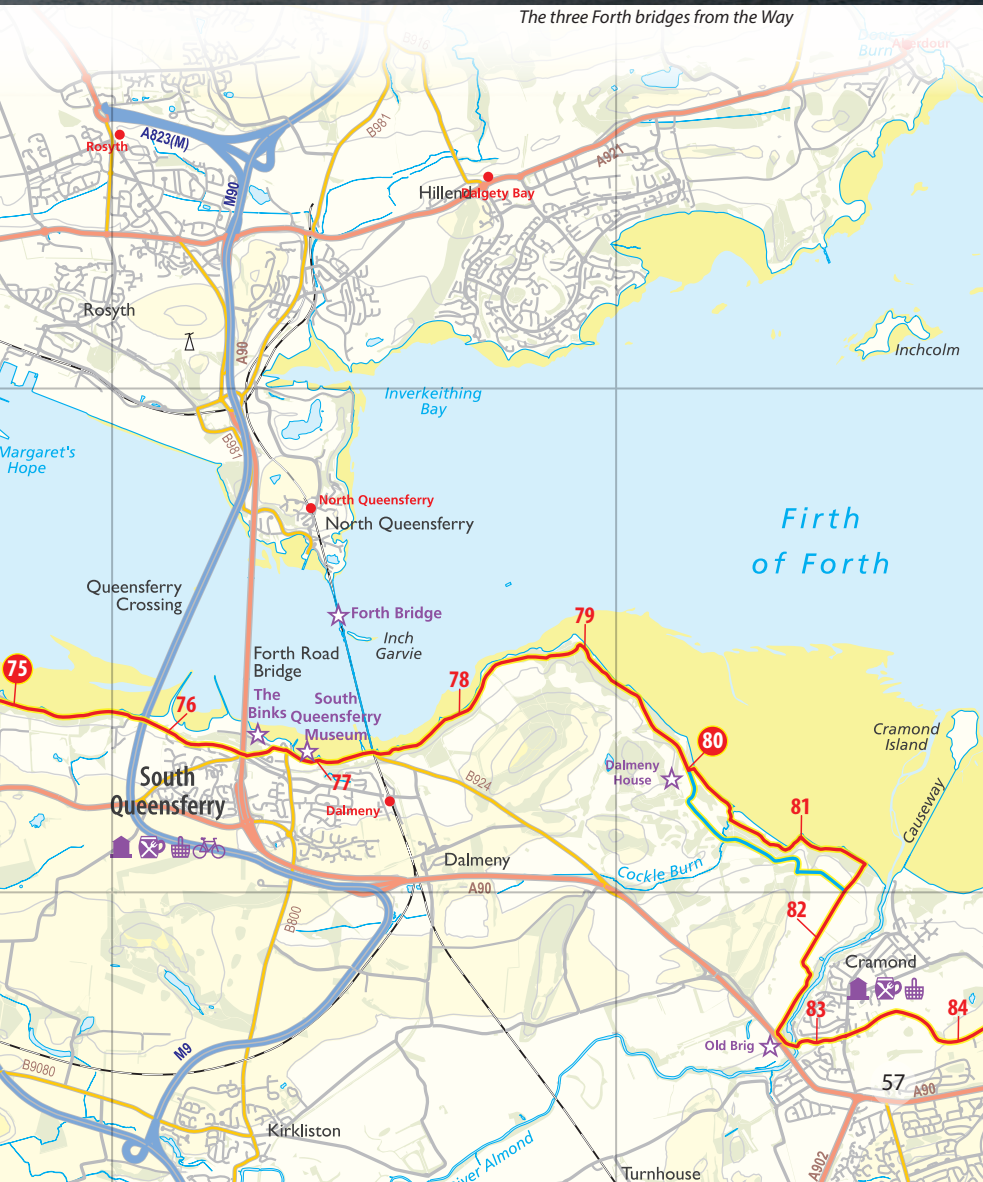 The three Forth bridges from the Way
B916
Dour
Burn
Aberdour
A823(M)
Rosyth
B981
A921
M90
Hillend
Dalgety Bay
Rosyth
A90
Inchcolm
Inverkeithing
Bay
B981
Margaret's
Hope
North Queensferry
North Queensferry
Firth
of Forth
Queensferry
Crossing
Forth Bridge
Inch
Garvie
79
Forth Road
Bridge
75
78
The
Binks
South
Queensferry
Museum
76
Cramond
Island
80
Dalmeny
House
South
Queensferry
77
B924
Dalmeny
81
Causeway
Dalmeny
Cockle Burn
A90
82
B800
Cramond
83
84
Old Brig
M9
B9080
57
A90
Kirkliston
River Almond
Turnhouse
A902